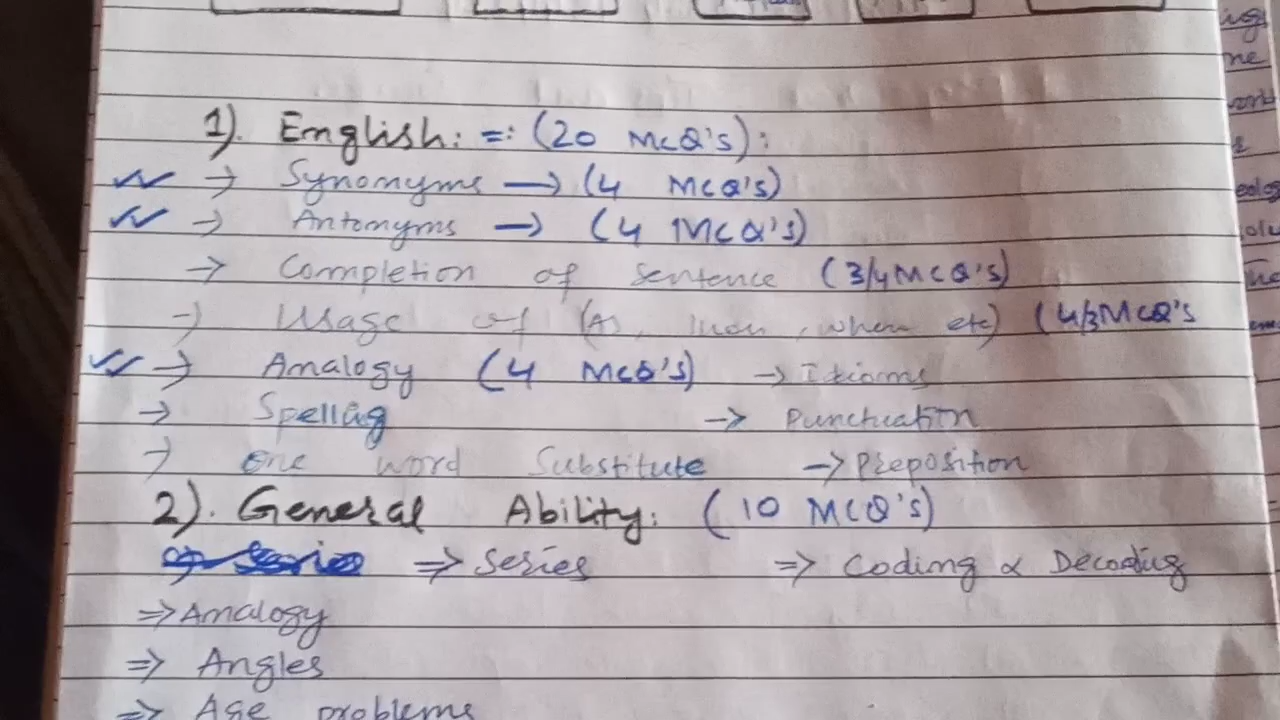 1). English: =: (20 MCQ's):
→ Synonyms → (4 MCQ's)
→ Antonyms → (4 MCQ's)
→ Completion of sentence (3/4 MCQ's)
→ Usage of (A, when etc) (4/3 MCQ's
→ Analogy (4 MCQ's) → Idioms
→ Spelling → Punctuation
→ One word Substitute → Preposition
2). General Ability: (10 MCQ's)
⇒ Series ⇒ Coding & Decoding
⇒ Analogy
⇒ Angles
⇒ Age problems